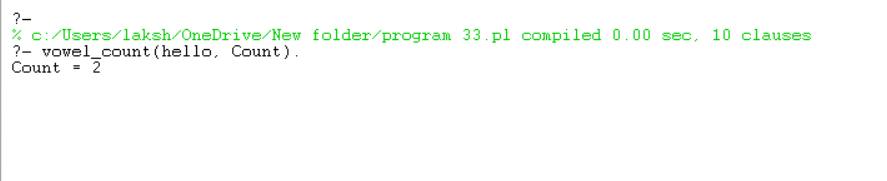 ?-
% c:/Users/laksh/OneDrive/New folder/program 33.pl compiled 0.00 sec, 10 clauses
?- vowel_count(hello, Count).
Count = 2